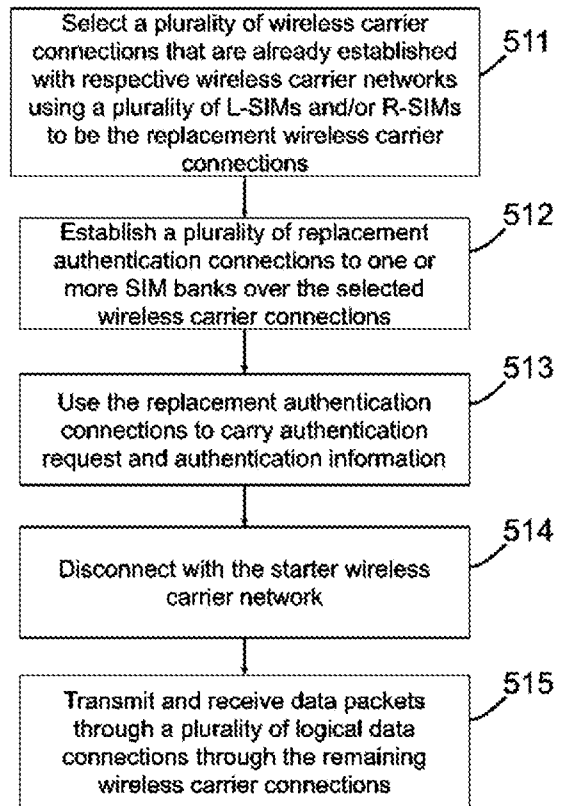 Select a plurality of wireless carrier
connections that are already established
with respective wireless carrier networks
using a plurality of L-SIMs and/or R-SIMs
to be the replacement wireless carrier
connections
511
Establish a plurality of replacement
authentication connections to one or
more SIM banks over the selected
wireless carrier connections
512
Use the replacement authentication
connections to carry authentication
request and authentication information
513
Disconnect with the starter wireless
carrier network
514
Transmit and receive data packets
through a plurality of logical data
connections through the remaining
wireless carrier connections
515